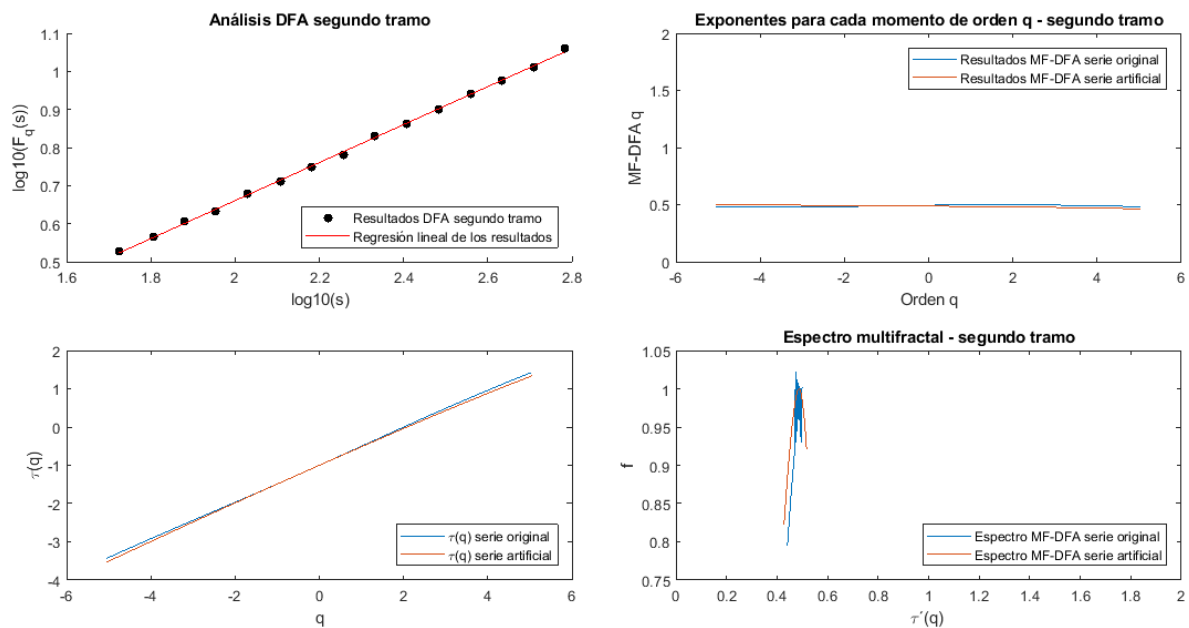 Análisis DFA segundo tramo
1.1
1
0.9
0.8
0.7
0.6
0.5
log10(Fq(s))
Resultados DFA segundo tramo
Regresión lineal de los resultados
1.6 1.8 2 2.2 2.4 2.6 2.8
log10(s)
Exponentes para cada momento de orden q - segundo tramo
2
1.5
1
0.5
0
MF-DFA q
Resultados MF-DFA serie original
Resultados MF-DFA serie artificial
-6 -4 -2 0 2 4 6
Orden q
2
1
0
-1
-2
-3
-4
τ(q)
τ(q) serie original
τ(q) serie artificial
-6 -4 -2 0 2 4 6
q
Espectro multifractal - segundo tramo
1.05
1
0.95
0.9
0.85
0.8
0.75
f
Espectro MF-DFA serie original
Espectro MF-DFA serie artificial
0 0.2 0.4 0.6 0.8 1 1.2 1.4 1.6 1.8 2
τ´(q)